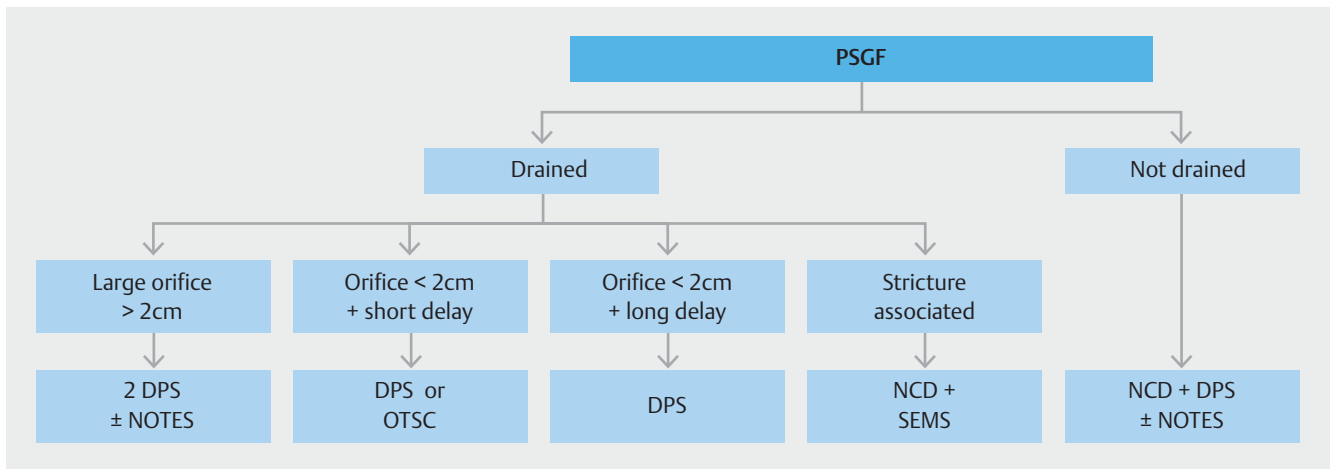 PSGF
Drained
Not drained
Large orifice
> 2cm
Orifice < 2cm
+ short delay
Orifice < 2cm
+ long delay
Stricture
associated
2 DPS
± NOTES
DPS or
OTSC
DPS
NCD +
SEMS
NCD + DPS
± NOTES